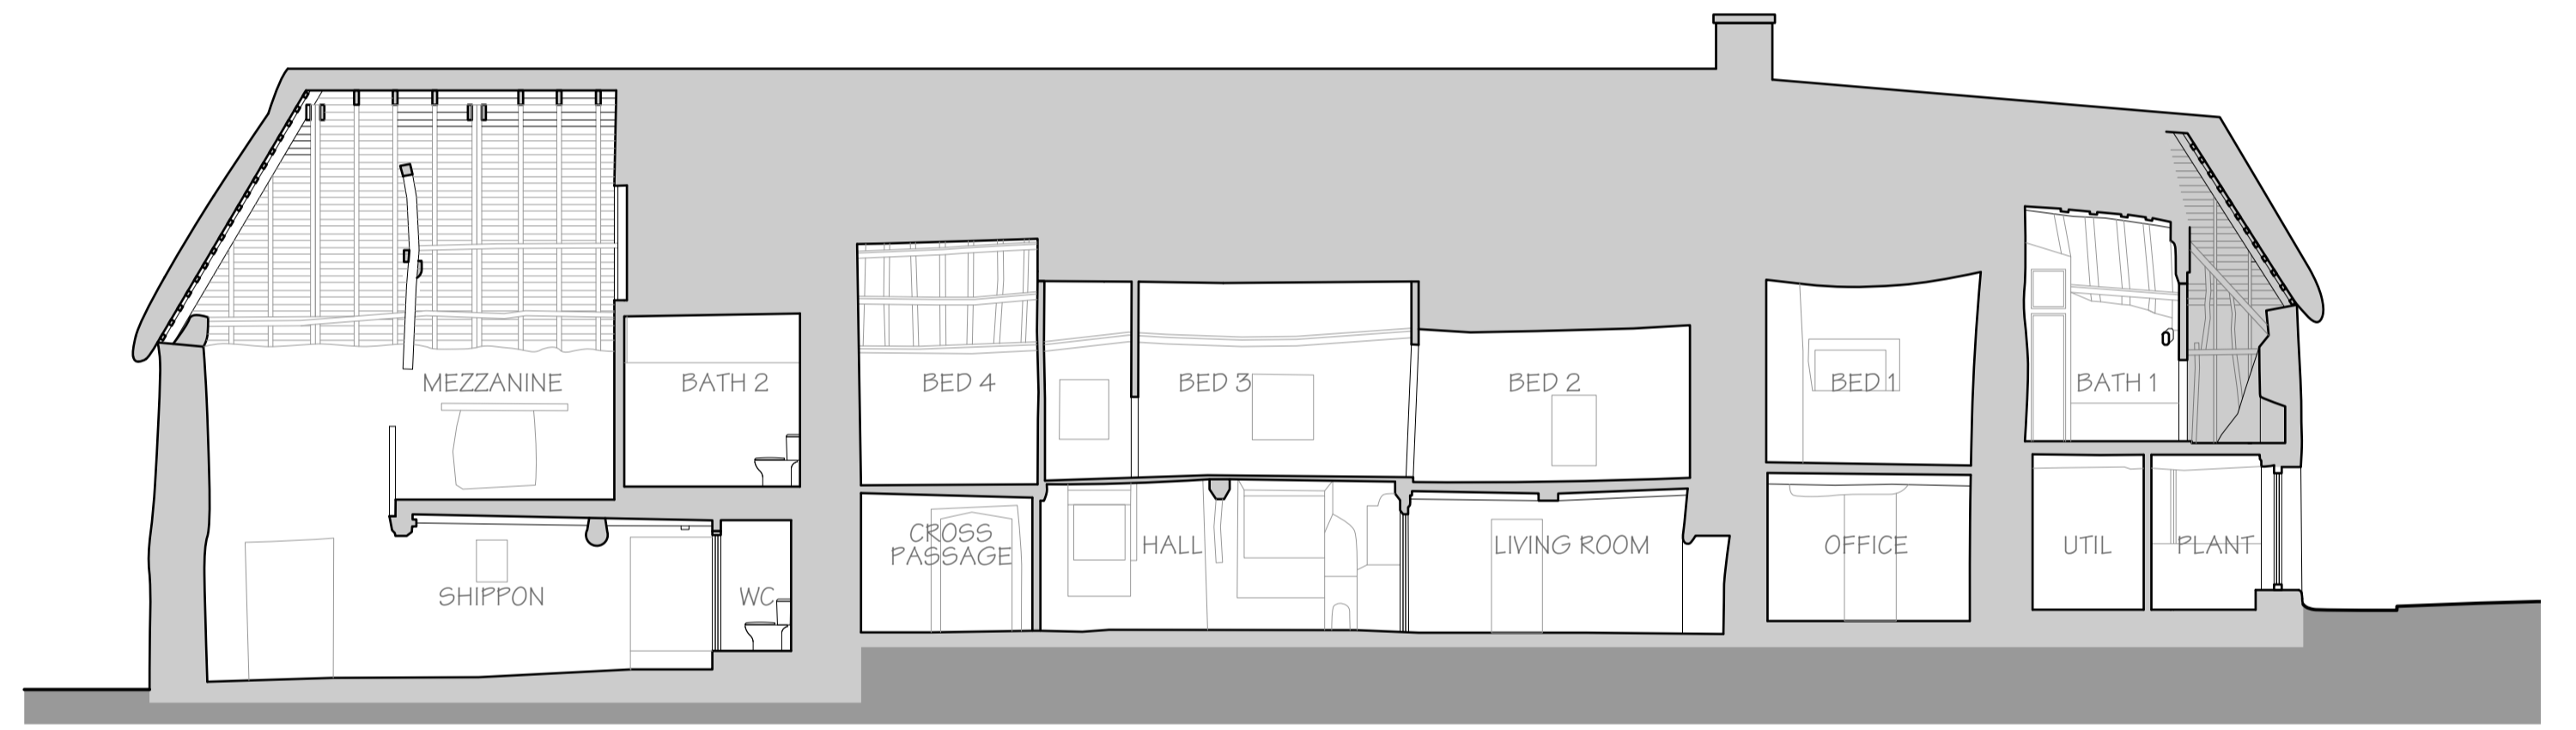 MEZZANINE
BATH 2
BED 4
BED 3
BED 2
BED 1
BATH 1
CROSS
PASSAGE
HALL
LIVING ROOM
OFFICE
UTIL
PLANT
SHIPPON
WC